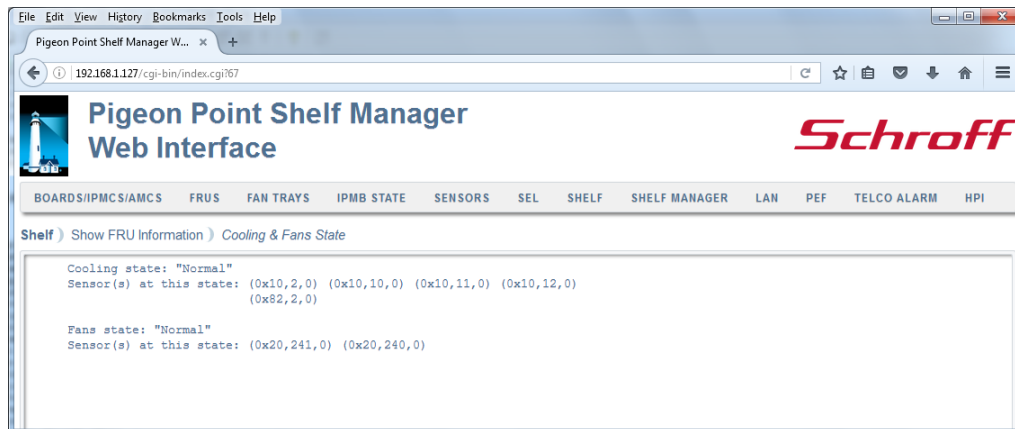 File Edit View History Bookmarks Tools Help
Pigeon Point Shelf Manager W... × +
192.168.1.127/cgi-bin/index.cgi?67
Pigeon Point Shelf Manager
Web Interface
Schroff
BOARDS/IPMCS/AMCS FRUS FAN TRAYS IPMB STATE SENSORS SEL SHELF SHELF MANAGER LAN PEF TELCO ALARM HPI
Shelf ) Show FRU Information ) Cooling & Fans State
Cooling state: "Normal"
Sensor(s) at this state: (0x10,2,0) (0x10,10,0) (0x10,11,0) (0x10,12,0)
(0x82,2,0)
Fans state: "Normal"
Sensor(s) at this state: (0x20,241,0) (0x20,240,0)